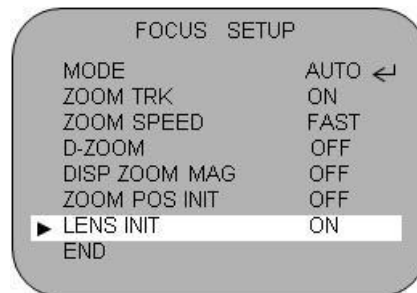 FOCUS SETUP
MODE AUTO ↵
ZOOM TRK ON
ZOOM SPEED FAST
D-ZOOM OFF
DISP ZOOM MAG OFF
ZOOM POS INIT OFF
► LENS INIT ON
END